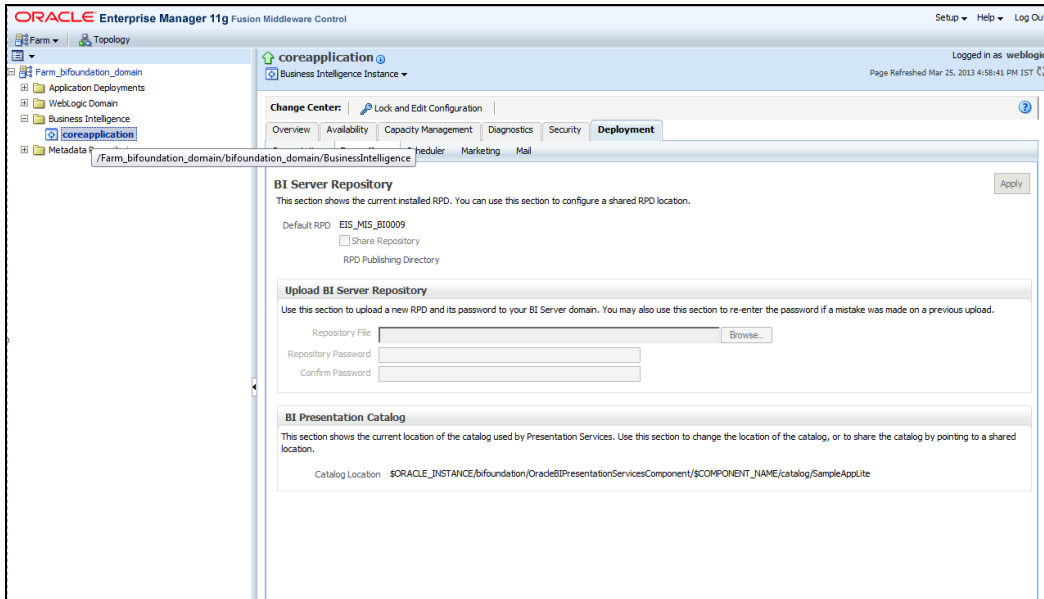 ORACLE Enterprise Manager 11g Fusion Middleware Control
Setup Help Log Out
Farm Topology
Farm_bifoundation_domain
Application Deployments
WebLogic Domain
Business Intelligence
coreapplication
Metadata
/Farm_bifoundation_domain/bifoundation_domain/BusinessIntelligence
coreapplication
Logged in as weblogic
Business Intelligence Instance
Page Refreshed Mar 25, 2013 4:58:41 PM IST
Change Center: Lock and Edit Configuration
Overview Availability Capacity Management Diagnostics Security Deployment
Marketing Mail
BI Server Repository
Apply
This section shows the current installed RPD. You can use this section to configure a shared RPD location.
Default RPD EIS_MIS_BI0009
Share Repository
RPD Publishing Directory
Upload BI Server Repository
Use this section to upload a new RPD and its password to your BI Server domain. You may also use this section to re-enter the password if a mistake was made on a previous upload.
Repository File Browse...
Repository Password
Confirm Password
BI Presentation Catalog
This section shows the current location of the catalog used by Presentation Services. Use this section to change the location of the catalog, or to share the catalog by pointing to a shared
location.
Catalog Location $ORACLE_INSTANCE/bifoundation/OracleBIPresentationServicesComponent/$COMPONENT_NAME/catalog/SampleAppLite